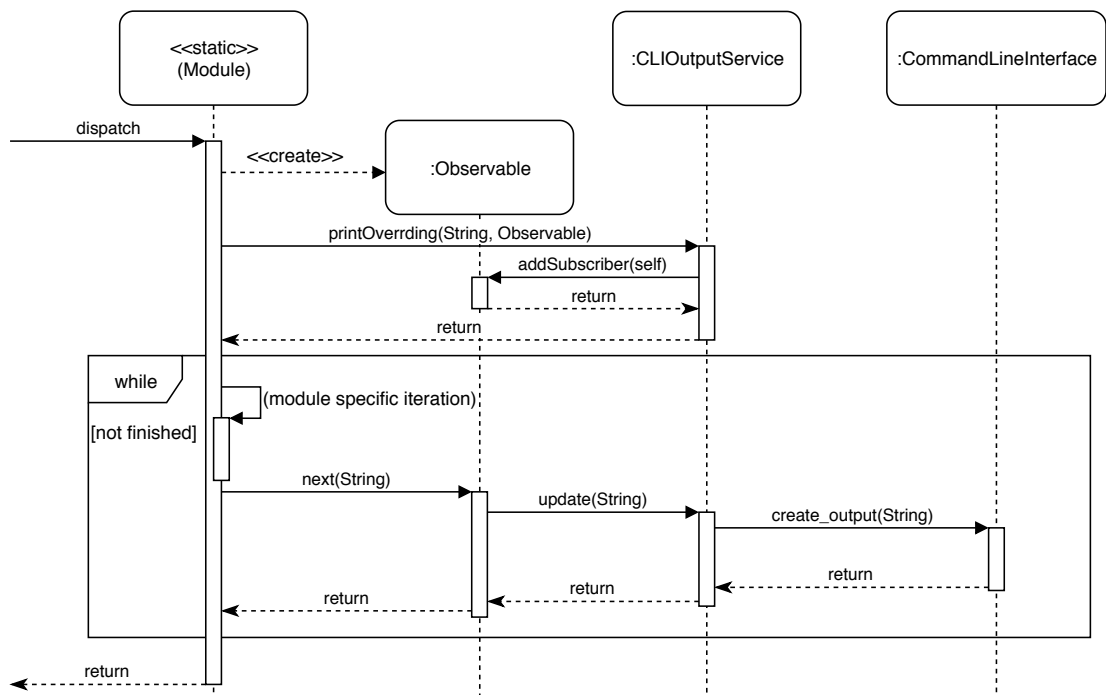 <<static>>
(Module)
:CLIOutputService
:CommandLineInterface
dispatch
<<create>>
:Observable
printOverrding(String, Observable)
addSubscriber(self)
return
return
while
(module specific iteration)
[not finished]
next(String)
update(String)
create_output(String)
return
return
return
return